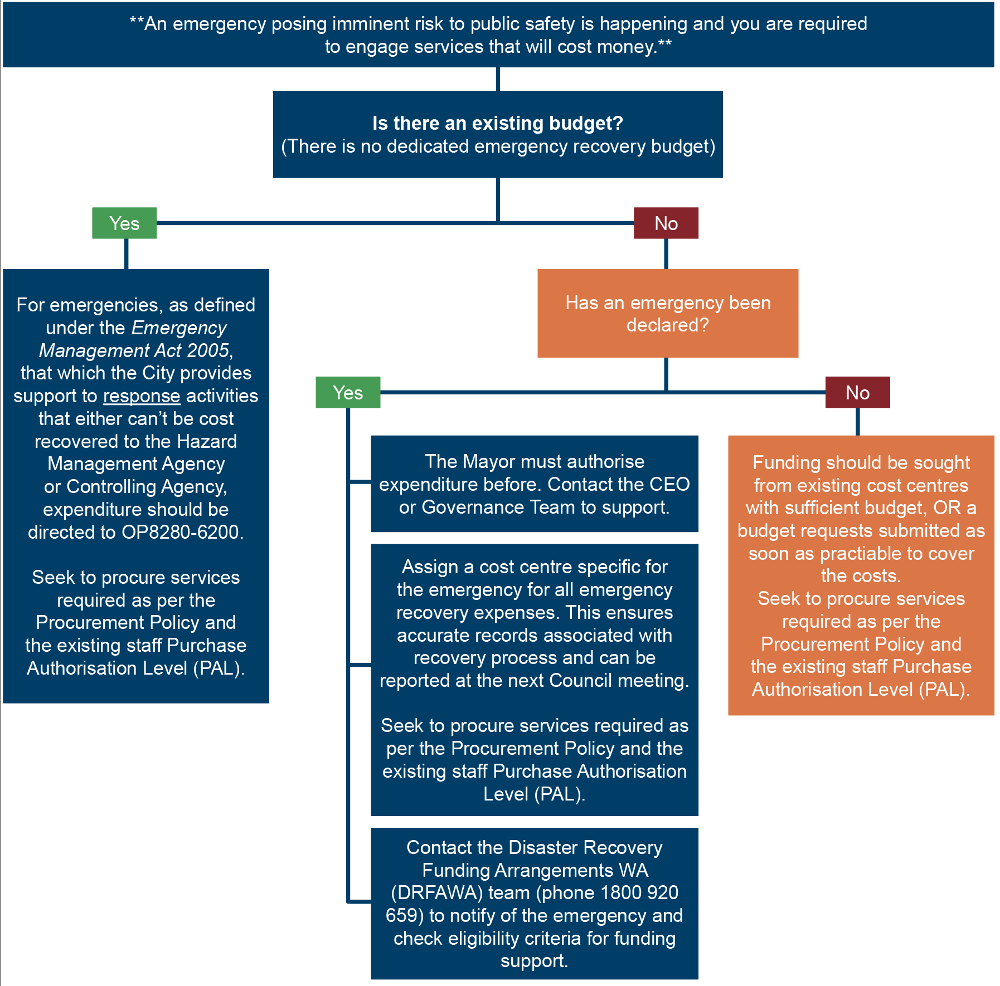 **An emergency posing imminent risk to public safety is happening and you are required
to engage services that will cost money.**
Is there an existing budget?
(There is no dedicated emergency recovery budget)
Yes
No
For emergencies, as defined
under the Emergency
Management Act 2005,
that which the City provides
support to response activities
that either can’t be cost
recovered to the Hazard
Management Agency
or Controlling Agency,
expenditure should be
directed to OP8280-6200.
Seek to procure services
required as per the
Procurement Policy and
the existing staff Purchase
Authorisation Level (PAL).
Has an emergency been
declared?
Yes
No
The Mayor must authorise
expenditure before. Contact the CEO
or Governance Team to support.
Assign a cost centre specific for
the emergency for all emergency
recovery expenses. This ensures
accurate records associated with
recovery process and can be
reported at the next Council meeting.
Seek to procure services required as
per the Procurement Policy and the
existing staff Purchase Authorisation
Level (PAL).
Contact the Disaster Recovery
Funding Arrangements WA
(DRFAWA) team (phone 1800 920
659) to notify of the emergency and
check eligibility criteria for funding
support.
Funding should be sought
from existing cost centres
with sufficient budget, OR a
budget requests submitted as
soon as practiable to cover
the costs.
Seek to procure services
required as per the
Procurement Policy and
the existing staff Purchase
Authorisation Level (PAL).